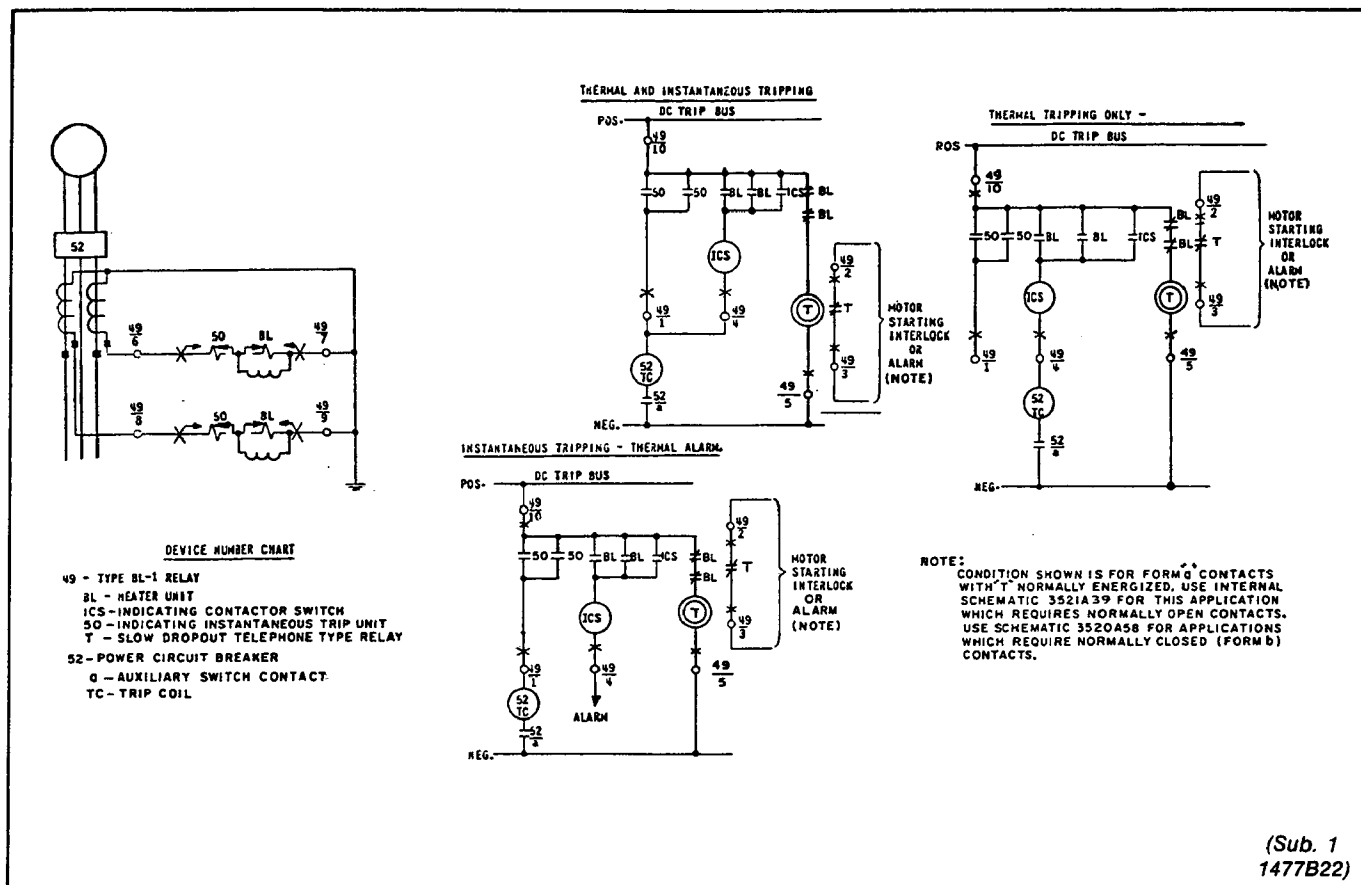 THERMAL AND INSTANTANEOUS TRIPPING
DC TRIP BUS
POS-
49
10
50
50
BL
BL
ICS
BL
BL
ICS
49
1
49
4
T
49
2
T
49
3
MOTOR
STARTING
INTERLOCK
OR
ALARM
(NOTE)
52
TC
52
a
49
5
NEG.
THERMAL TRIPPING ONLY -
DC TRIP BUS
ROS
49
10
50
50
BL
BL
ICS
BL
BL
49
2
T
49
3
MOTOR
STARTING
INTERLOCK
OR
ALARM
(NOTE)
ICS
T
49
1
49
4
49
5
52
TC
52
a
NEG.
52
49
6
50
BL
49
7
49
8
50
BL
49
9
INSTANTANEOUS TRIPPING - THERMAL ALARM.
DC TRIP BUS
POS-
49
10
50
50
BL
BL
ICS
BL
BL
49
2
T
49
3
MOTOR
STARTING
INTERLOCK
OR
ALARM
(NOTE)
ICS
T
49
1
49
4
49
5
52
TC
ALARM
52
a
NEG.
DEVICE NUMBER CHART
49 - TYPE BL-1 RELAY
BL - HEATER UNIT
ICS-INDICATING CONTACTOR SWITCH
50-INDICATING INSTANTANEOUS TRIP UNIT
T - SLOW DROPOUT TELEPHONE TYPE RELAY
52-POWER CIRCUIT BREAKER
a - AUXILIARY SWITCH CONTACT
TC- TRIP COIL
NOTE:
CONDITION SHOWN IS FOR FORM "a" CONTACTS
WITH "T" NORMALLY ENERGIZED. USE INTERNAL
SCHEMATIC 3521A39 FOR THIS APPLICATION
WHICH REQUIRES NORMALLY OPEN CONTACTS.
USE SCHEMATIC 3520A58 FOR APPLICATIONS
WHICH REQUIRE NORMALLY CLOSED (FORM b)
CONTACTS.
(Sub. 1
1477B22)